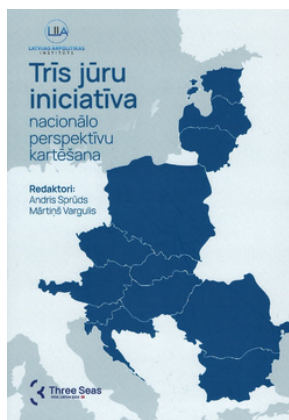 LIIA
LATVIJAS ĀRPOLITIKAS
INSTITŪTS
Trīs jūru
iniciatīva
nacionālo
perspektīvu
kartēšana
Redaktori:
Andris Sprūds
Mārtiņš Vargulis
Three Seas